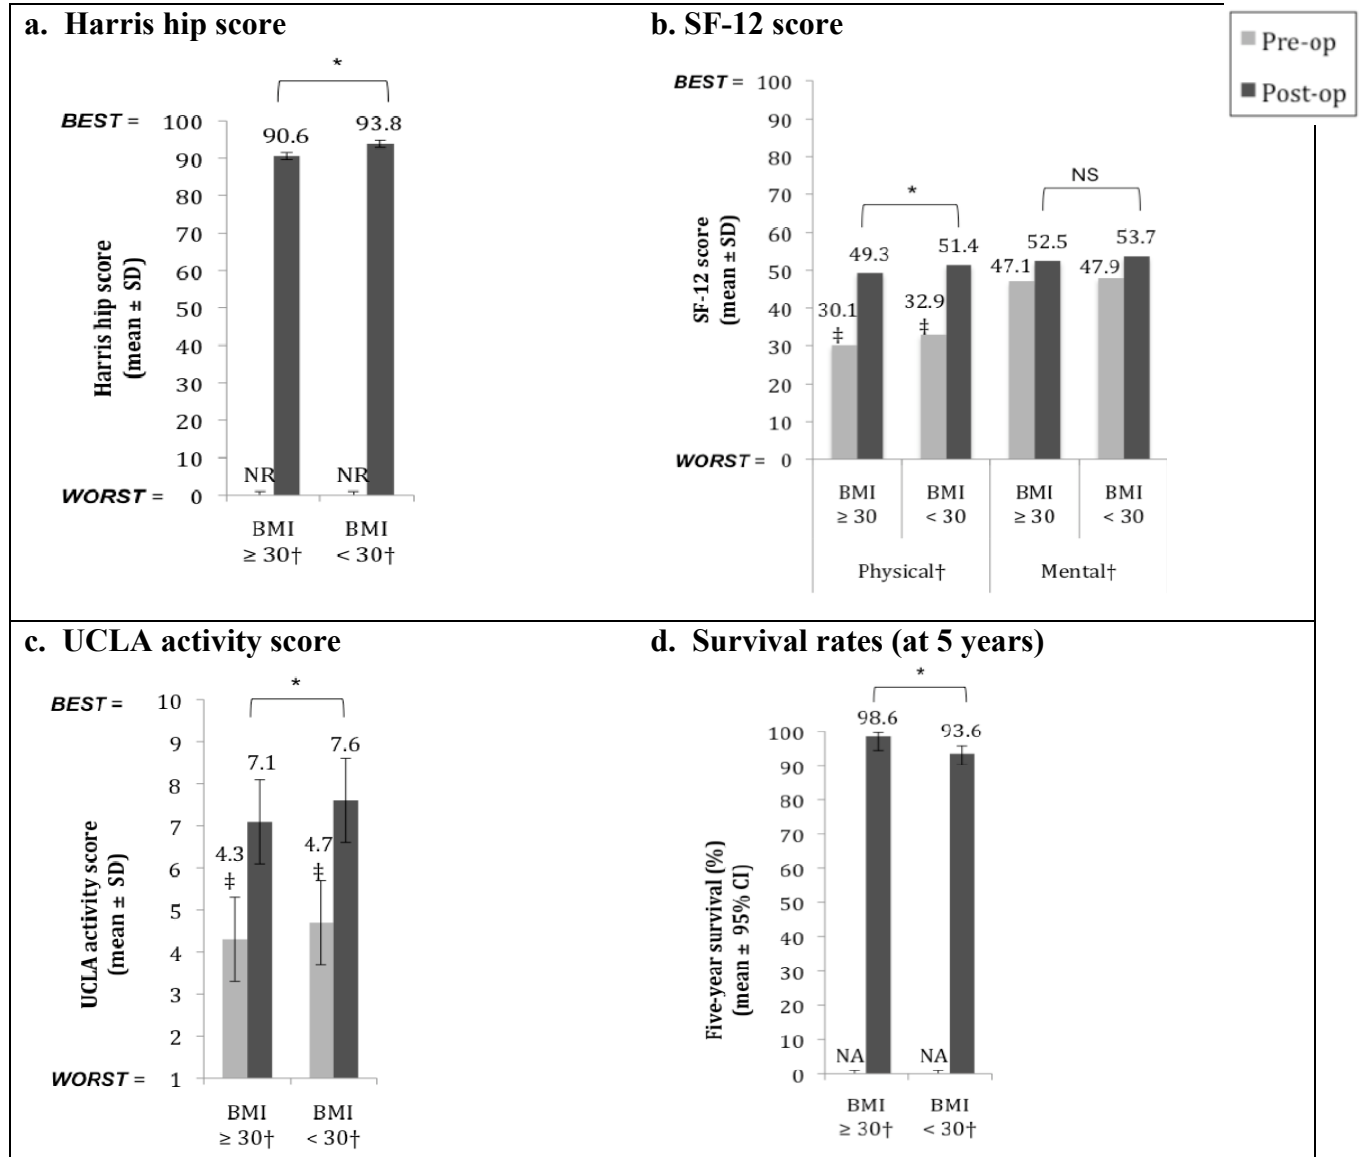 a. Harris hip score
*
BEST = 100
90
80
70
60
50
40
30
20
10
WORST = 0
Harris hip score
(mean ± SD)
90.6
93.8
NR
NR
BMI
≥ 30†
BMI
< 30†
b. SF-12 score
Pre-op
Post-op
BEST = 100
90
80
70
60
50
40
30
20
10
WORST = 0
SF-12 score
(mean ± SD)
*
NS
30.1
‡
49.3
32.9
‡
51.4
47.1
52.5
47.9
53.7
BMI
≥ 30
BMI
< 30
BMI
≥ 30
BMI
< 30
Physical†
Mental†
c. UCLA activity score
*
BEST = 10
9
8
7
6
5
4
3
2
WORST = 1
UCLA activity score
(mean ± SD)
4.3
‡
7.1
4.7
‡
7.6
BMI
≥ 30†
BMI
< 30†
d. Survival rates (at 5 years)
*
100
90
80
70
60
50
40
30
20
10
0
Five-year survival (%)
(mean ± 95% CI)
98.6
93.6
NA
NA
BMI
≥ 30†
BMI
< 30†